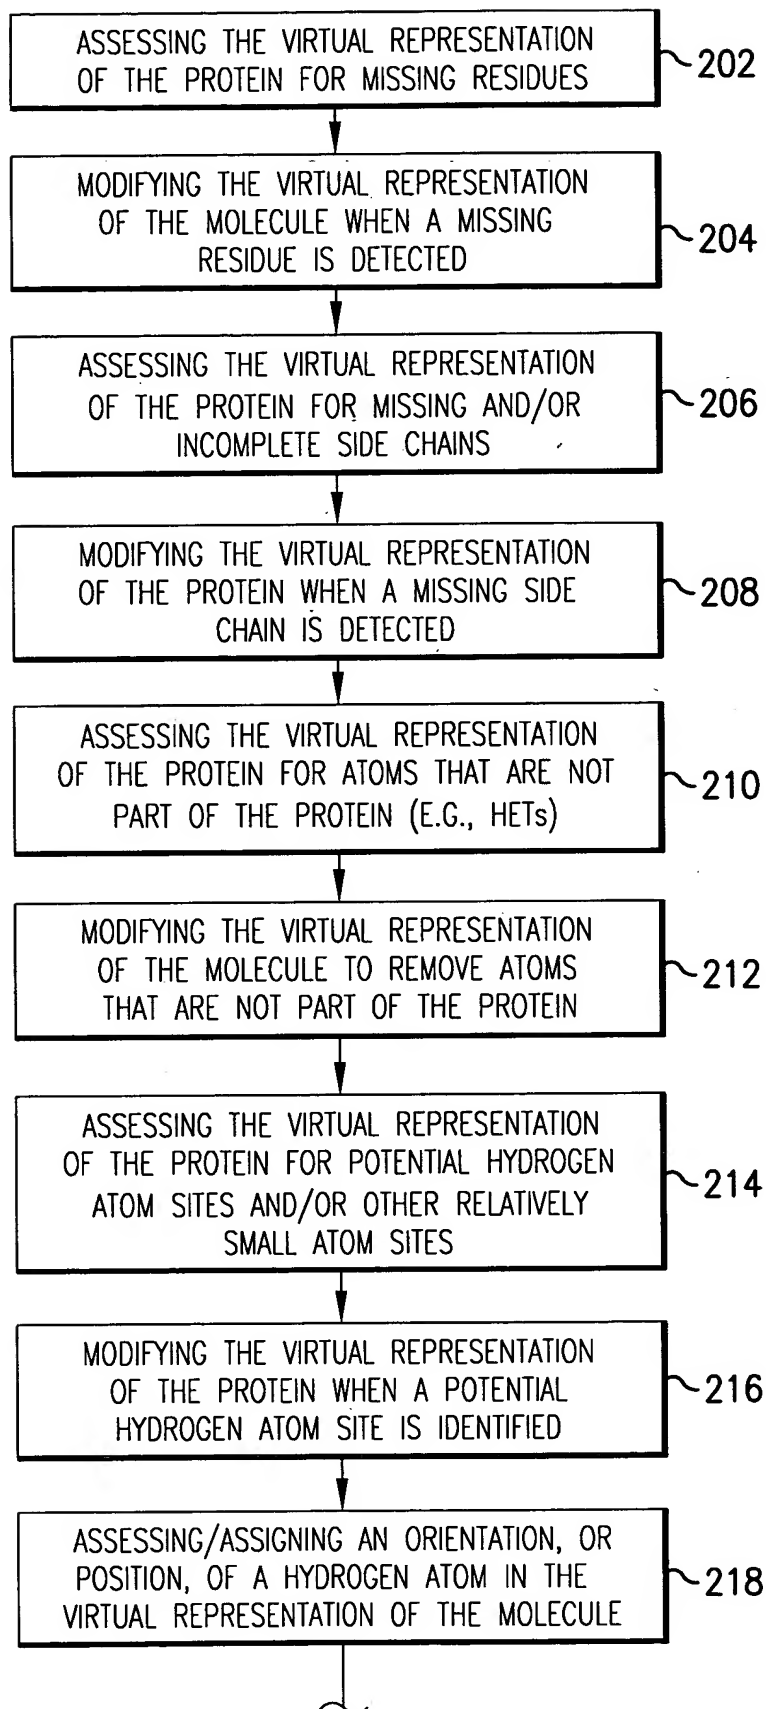 ASSESSING THE VIRTUAL REPRESENTATION
OF THE PROTEIN FOR MISSING RESIDUES
202
MODIFYING THE VIRTUAL REPRESENTATION
OF THE MOLECULE WHEN A MISSING
RESIDUE IS DETECTED
204
ASSESSING THE VIRTUAL REPRESENTATION
OF THE PROTEIN FOR MISSING AND/OR
INCOMPLETE SIDE CHAINS
206
MODIFYING THE VIRTUAL REPRESENTATION
OF THE PROTEIN WHEN A MISSING SIDE
CHAIN IS DETECTED
208
ASSESSING THE VIRTUAL REPRESENTATION
OF THE PROTEIN FOR ATOMS THAT ARE NOT
PART OF THE PROTEIN (E.G., HETs)
210
MODIFYING THE VIRTUAL REPRESENTATION
OF THE MOLECULE TO REMOVE ATOMS
THAT ARE NOT PART OF THE PROTEIN
212
ASSESSING THE VIRTUAL REPRESENTATION
OF THE PROTEIN FOR POTENTIAL HYDROGEN
ATOM SITES AND/OR OTHER RELATIVELY
SMALL ATOM SITES
214
MODIFYING THE VIRTUAL REPRESENTATION
OF THE PROTEIN WHEN A POTENTIAL
HYDROGEN ATOM SITE IS IDENTIFIED
216
ASSESSING/ASSIGNING AN ORIENTATION, OR
POSITION, OF A HYDROGEN ATOM IN THE
VIRTUAL REPRESENTATION OF THE MOLECULE
218